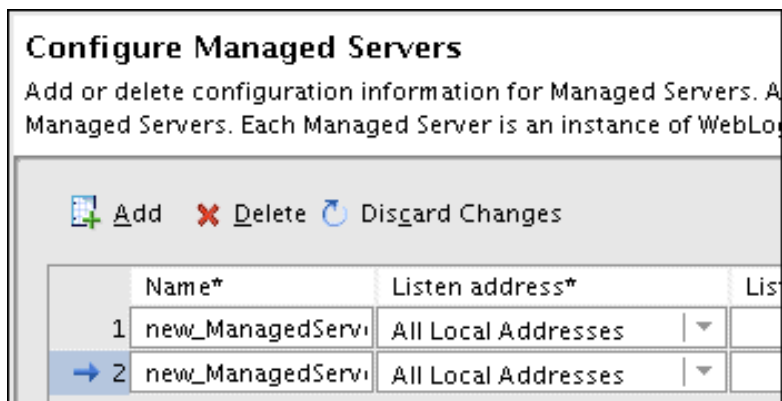 Configure Managed Servers
Add or delete configuration information for Managed Servers. A
Managed Servers. Each Managed Server is an instance of WebLo
Add Delete Discard Changes
Name* Listen address* Lis
1 new_ManagedServ All Local Addresses
2 new_ManagedServ All Local Addresses